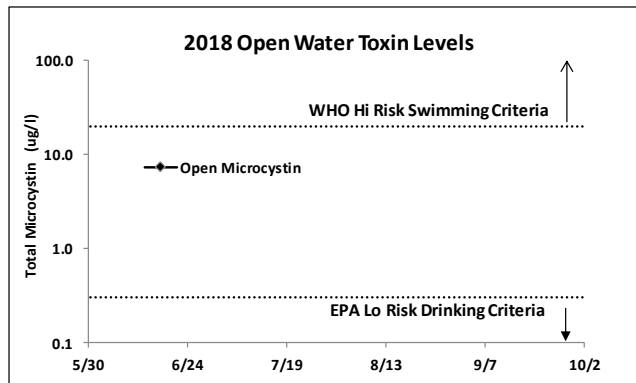 2018 Open Water Toxin Levels
100.0
WHO Hi Risk Swimming Criteria
10.0
Open Microcystin
Total Microcystin (ug/l)
1.0
EPA Lo Risk Drinking Criteria
0.1
5/30 6/24 7/19 8/13 9/7 10/2